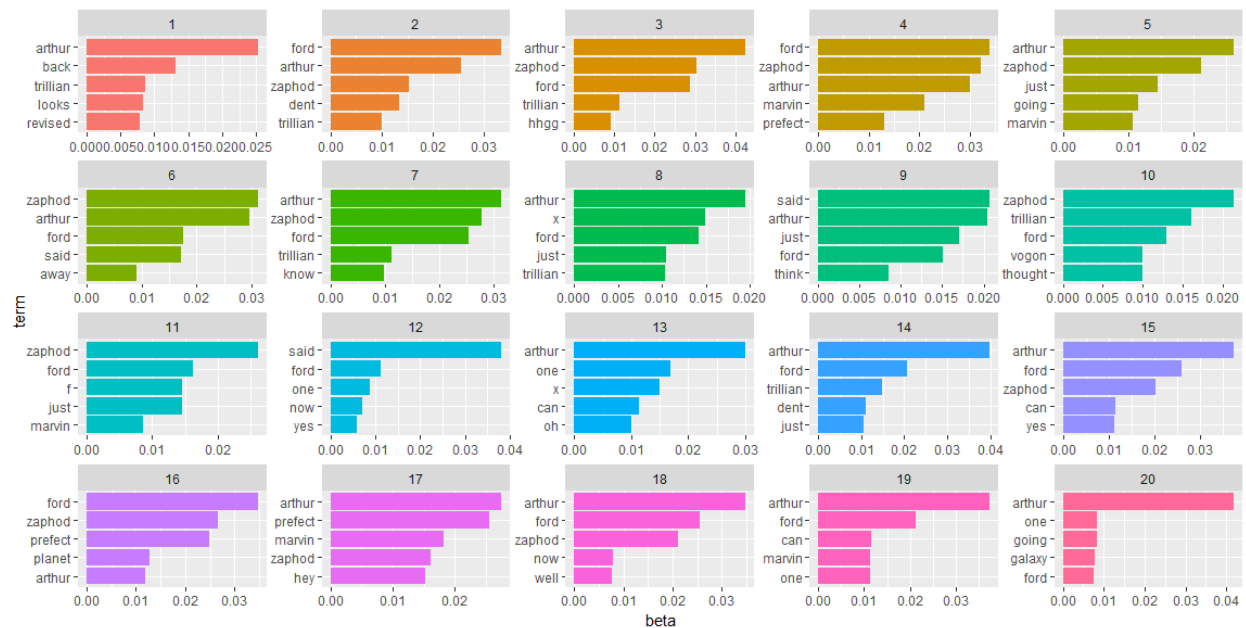 1 2 3 4 5
arthur ford arthur ford arthur
back arthur zaphod zaphod zaphod
trillian zaphod ford arthur just
looks dent trillian marvin going
revised trillian hhgg prefect marvin
0.000 0.005 0.010 0.015 0.020 0.025 0.00 0.01 0.02 0.03 0.00 0.01 0.02 0.03 0.04 0.00 0.01 0.02 0.03 0.00 0.01 0.02
6 7 8 9 10
zaphod arthur arthur said zaphod
arthur zaphod x arthur trillian
ford ford ford just ford
said trillian just ford vogon
away know trillian think thought
0.00 0.01 0.02 0.03 0.00 0.01 0.02 0.03 0.000 0.005 0.010 0.015 0.020 0.000 0.005 0.010 0.015 0.020 0.000 0.005 0.010 0.015 0.020
term
11 12 13 14 15
zaphod said arthur arthur arthur
ford ford one ford ford
f one x trillian zaphod
just now can dent can
marvin yes oh just yes
0.00 0.01 0.02 0.00 0.01 0.02 0.03 0.04 0.00 0.01 0.02 0.03 0.00 0.01 0.02 0.03 0.04 0.00 0.01 0.02 0.03
16 17 18 19 20
ford arthur arthur arthur arthur
zaphod prefect ford ford one
prefect marvin zaphod can going
planet zaphod now marvin galaxy
arthur hey well one ford
0.00 0.01 0.02 0.03 0.00 0.01 0.02 0.00 0.01 0.02 0.03 0.00 0.01 0.02 0.03 0.00 0.01 0.02 0.03 0.04
beta